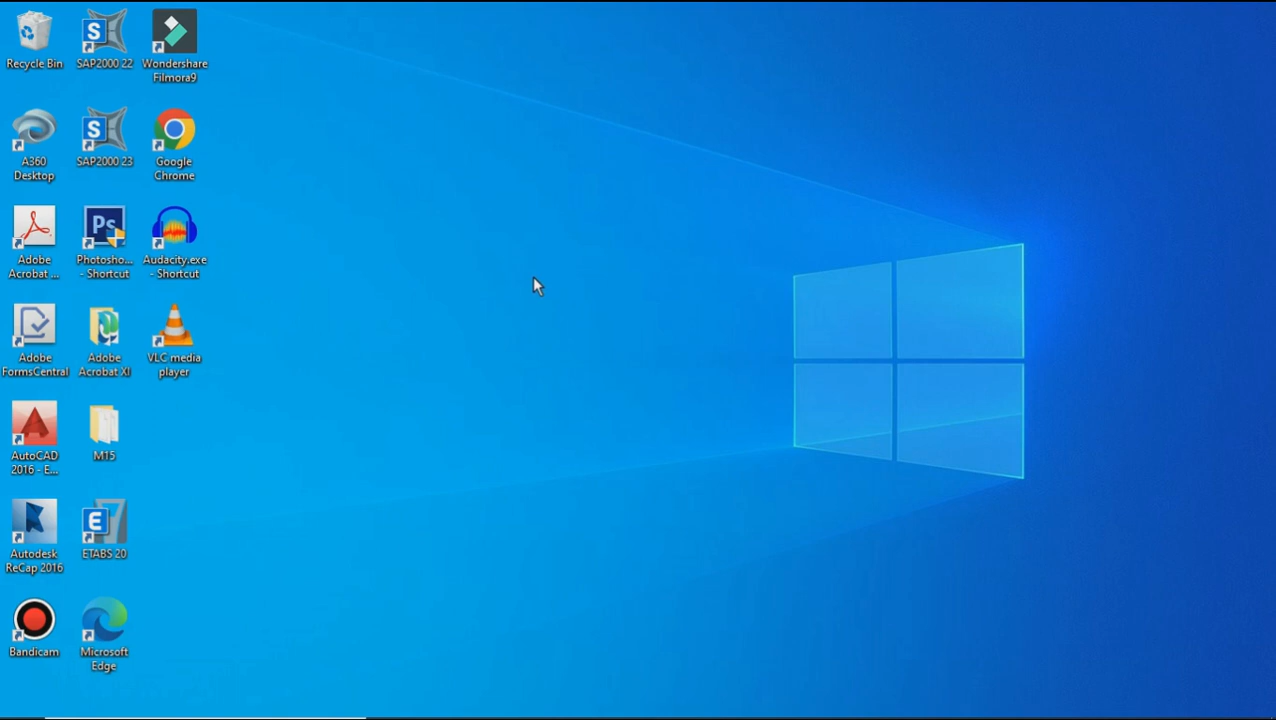 Recycle Bin
SAP2000 22
Wondershare
Filmora9
A360
Desktop
SAP2000 23
Google
Chrome
Adobe
Acrobat ...
Ps
Photosho...
- Shortcut
Audacity.exe
- Shortcut
Adobe
FormsCentral
Adobe
Acrobat XI
VLC media
player
AutoCAD
2016 - E...
M15
Autodesk
ReCap 2016
ETABS 20
Bandicam
Microsoft
Edge